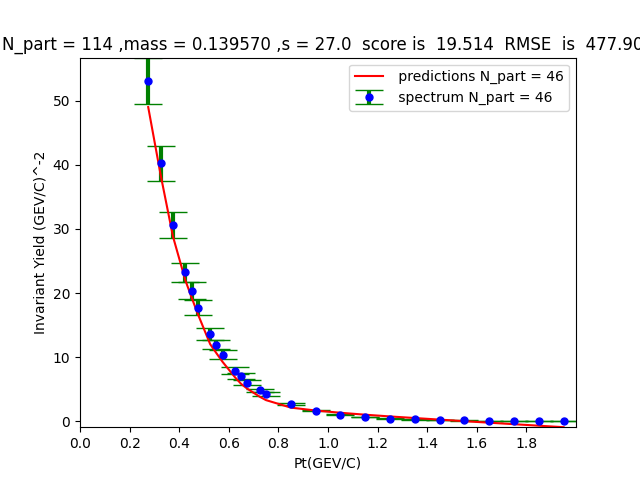 N_part = 114 ,mass = 0.139570 ,s = 27.0  score is  19.514  RMSE  is  477.90
predictions N_part = 46
spectrum N_part = 46
Invariant Yield (GEV/C)^-2
50
40
30
20
10
0
0.0 0.2 0.4 0.6 0.8 1.0 1.2 1.4 1.6 1.8
Pt(GEV/C)